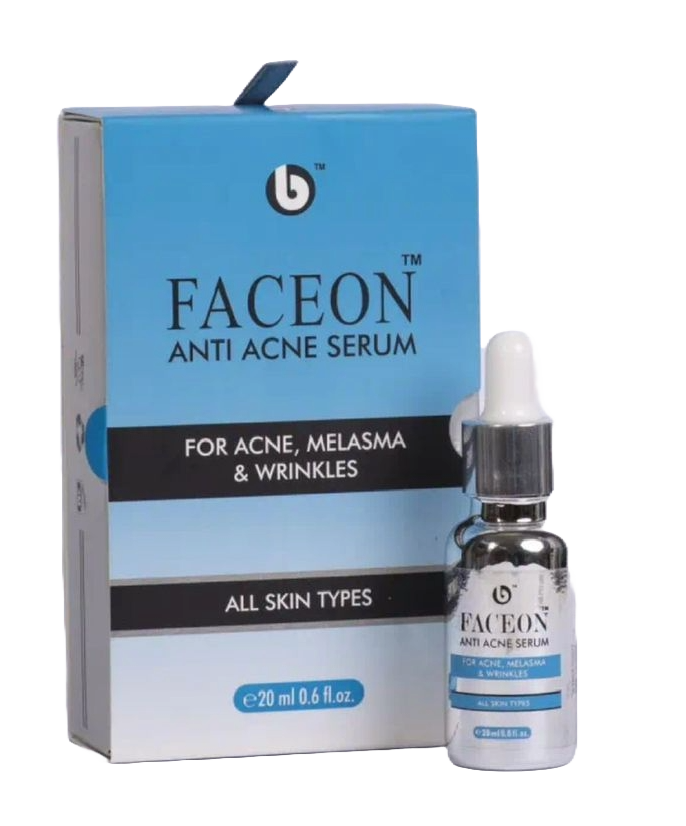 b™
FACEON™
ANTI ACNE SERUM
FOR ACNE, MELASMA
& WRINKLES
ALL SKIN TYPES
℮20 ml 0.6 fl.oz.
b™
FACEON™
ANTI ACNE SERUM
FOR ACNE, MELASMA
& WRINKLES
ALL SKIN TYPES
℮20 ml 0.6 fl.oz.